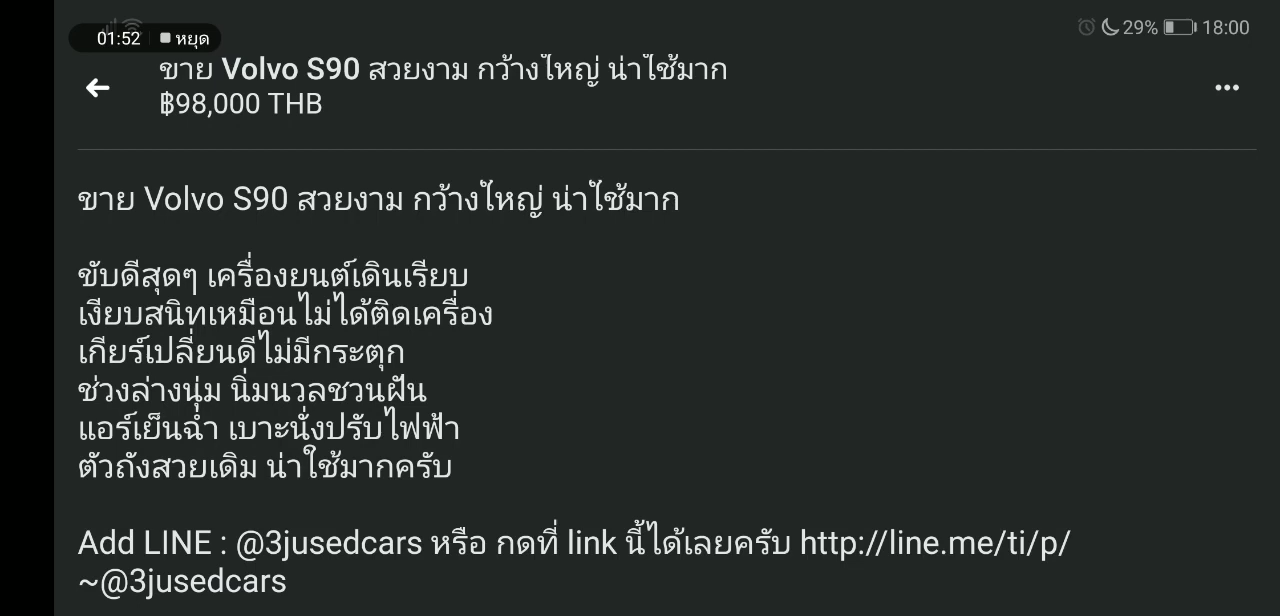 01:52 หยุด
29% 18:00
ขาย Volvo S90 สวยงาม กว้างใหญ่ น่าใช้มาก
฿98,000 THB
ขาย Volvo S90 สวยงาม กว้างใหญ่ น่าใช้มาก
ขับดีสุดๆ เครื่องยนต์เดินเรียบ
เงียบสนิทเหมือนไม่ได้ติดเครื่อง
เกียร์เปลี่ยนดีไม่มีกระตุก
ช่วงล่างนุ่ม นิ่มนวลชวนฝัน
แอร์เย็นฉ่ำ เบาะนั่งปรับไฟฟ้า
ตัวถังสวยเดิม น่าใช้มากครับ
Add LINE : @3jusedcars หรือ กดที่ link นี้ได้เลยครับ http://line.me/ti/p/
~@3jusedcars